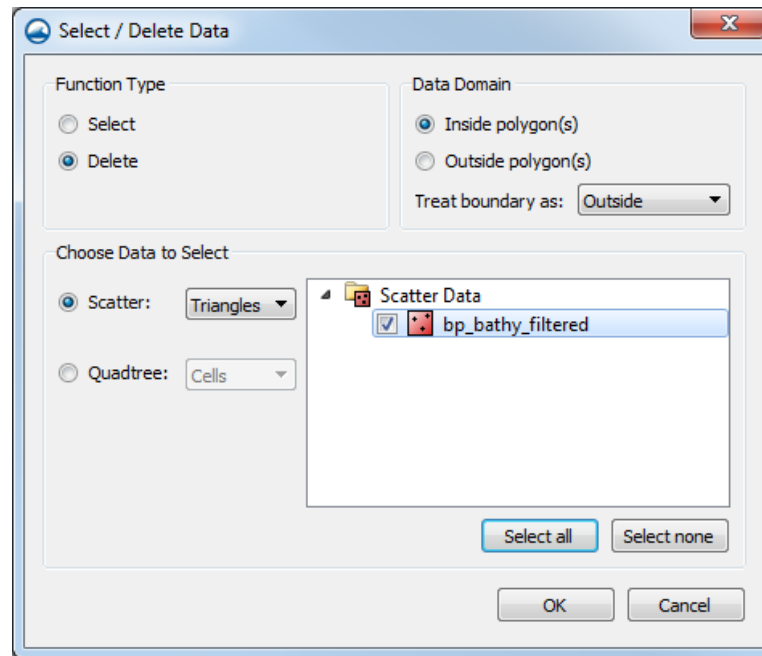 Select / Delete Data
Function Type
Select
Delete
Data Domain
Inside polygon(s)
Outside polygon(s)
Treat boundary as: Outside
Choose Data to Select
Scatter: Triangles
Quadtree: Cells
Scatter Data
bp_bathy_filtered
Select all Select none
OK Cancel